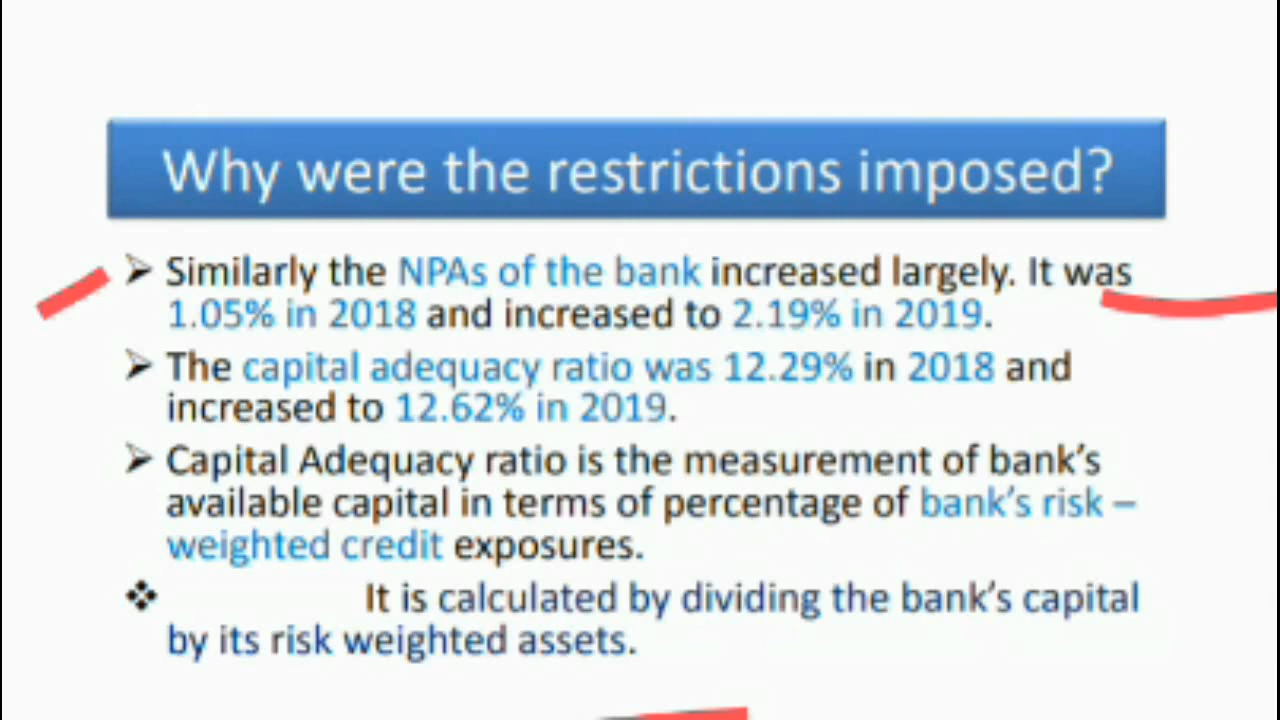 Why were the restrictions imposed?
➢ Similarly the NPAs of the bank increased largely. It was
1.05% in 2018 and increased to 2.19% in 2019.
➢ The capital adequacy ratio was 12.29% in 2018 and
increased to 12.62% in 2019.
➢ Capital Adequacy ratio is the measurement of bank's
available capital in terms of percentage of bank's risk –
weighted credit exposures.
❖ It is calculated by dividing the bank's capital
by its risk weighted assets.